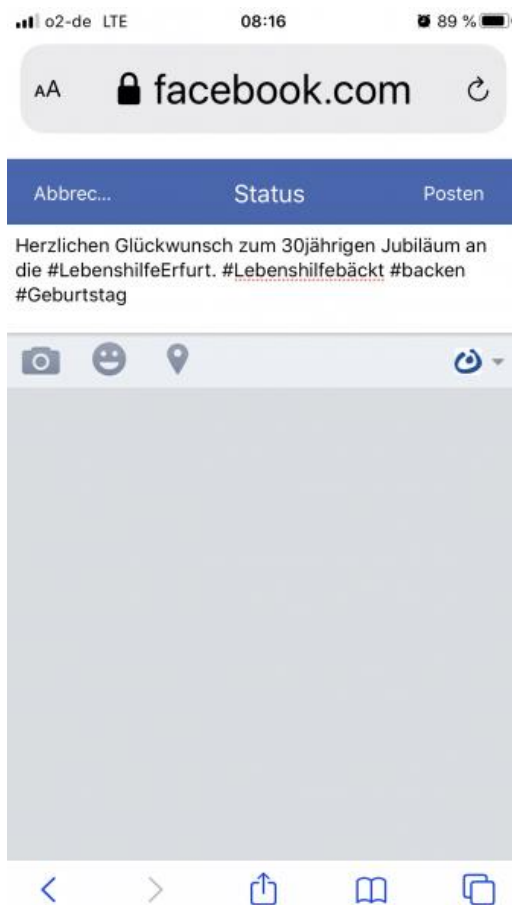 o2-de LTE 08:16 89 %
AA facebook.com
Abbrec... Status Posten
Herzlichen Glückwunsch zum 30jährigen Jubiläum an
die #LebenshilfeErfurt. #Lebenshilfebäckt #backen
#Geburtstag